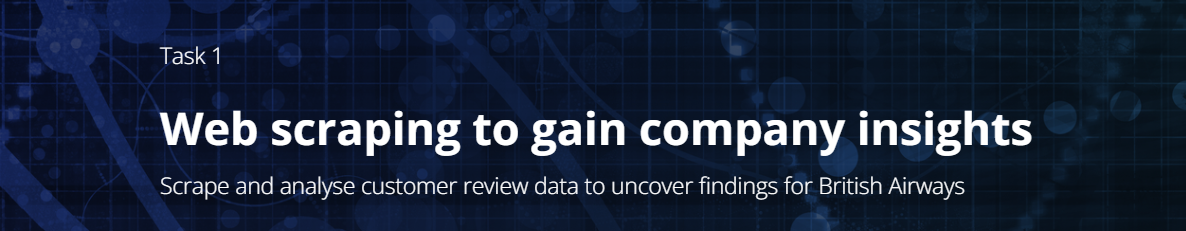 Task 1
Web scraping to gain company insights
Scrape and analyse customer review data to uncover findings for British Airways